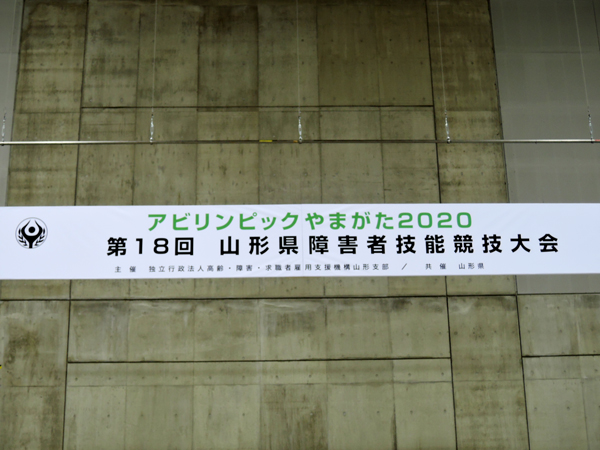 アビリンピックやまがた2020
第18回 山形県障害者技能競技大会
主催 独立行政法人高齢・障害・求職者雇用支援機構山形支部 / 共催 山形県